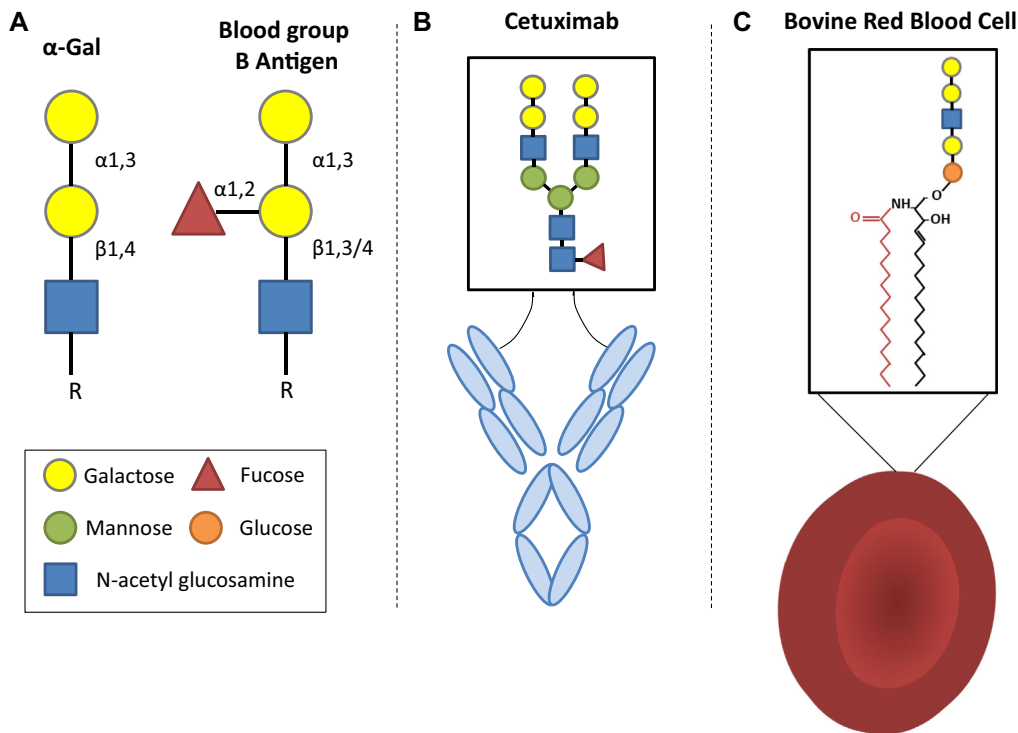 A
α-Gal
Blood group
B Antigen
α1,3
β1,4
R
α1,3
α1,2
β1,3/4
R
Galactose
Fucose
Mannose
Glucose
N-acetyl glucosamine
B
Cetuximab
C
Bovine Red Blood Cell
O
NH
O
OH